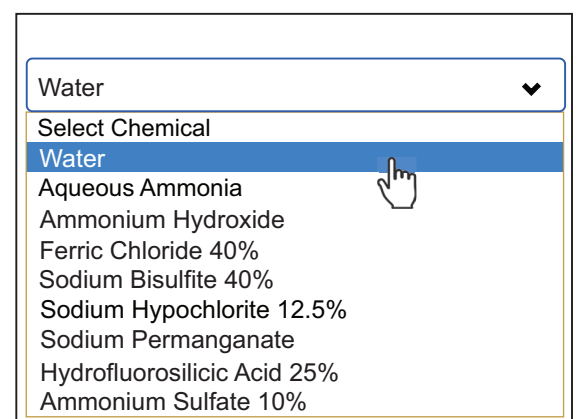 Water
Select Chemical
Water
Aqueous Ammonia
Ammonium Hydroxide
Ferric Chloride 40%
Sodium Bisulfite 40%
Sodium Hypochlorite 12.5%
Sodium Permanganate
Hydrofluorosilicic Acid 25%
Ammonium Sulfate 10%